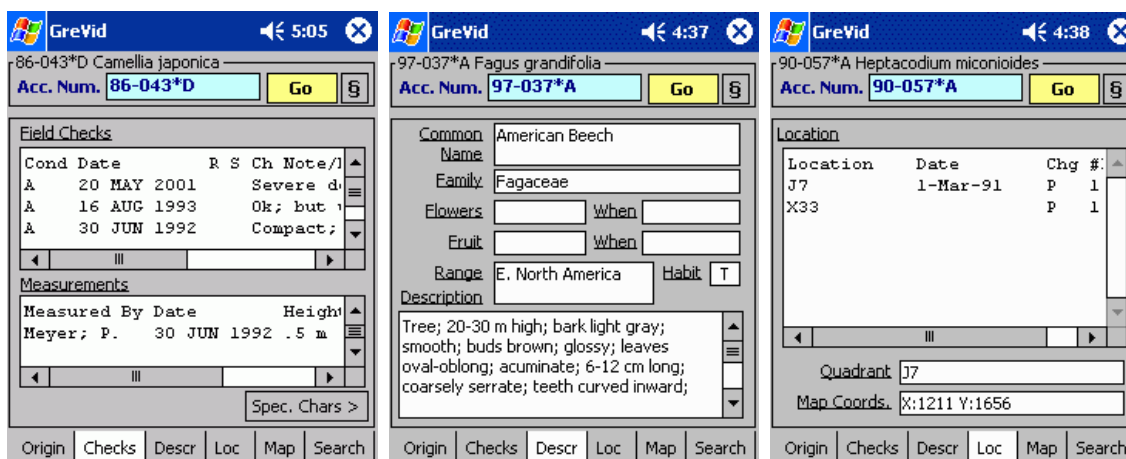 GreVid 5:05
86-043*D Camellia japonica
Acc. Num. 86-043*D Go §
Field Checks
Cond Date R S Ch Note/
A 20 MAY 2001 Severe d
A 16 AUG 1993 Ok; but
A 30 JUN 1992 Compact;
Measurements
Measured By Date Height
Meyer; P. 30 JUN 1992 .5 m
Spec. Chars >
Origin Checks Descr Loc Map Search
GreVid 4:37
97-037*A Fagus grandifolia
Acc. Num. 97-037*A Go §
Common Name American Beech
Family Fagaceae
Flowers When
Fruit When
Range E. North America Habit T
Description
Tree; 20-30 m high; bark light gray;
smooth; buds brown; glossy; leaves
oval-oblong; acuminate; 6-12 cm long;
coarsely serrate; teeth curved inward;
Origin Checks Descr Loc Map Search
GreVid 4:38
90-057*A Heptacodium miconioides
Acc. Num. 90-057*A Go §
Location
Location Date Chg #
J7 1-Mar-91 P 1
X33 P 1
Quadrant J7
Map Coords. X:1211 Y:1656
Origin Checks Descr Loc Map Search